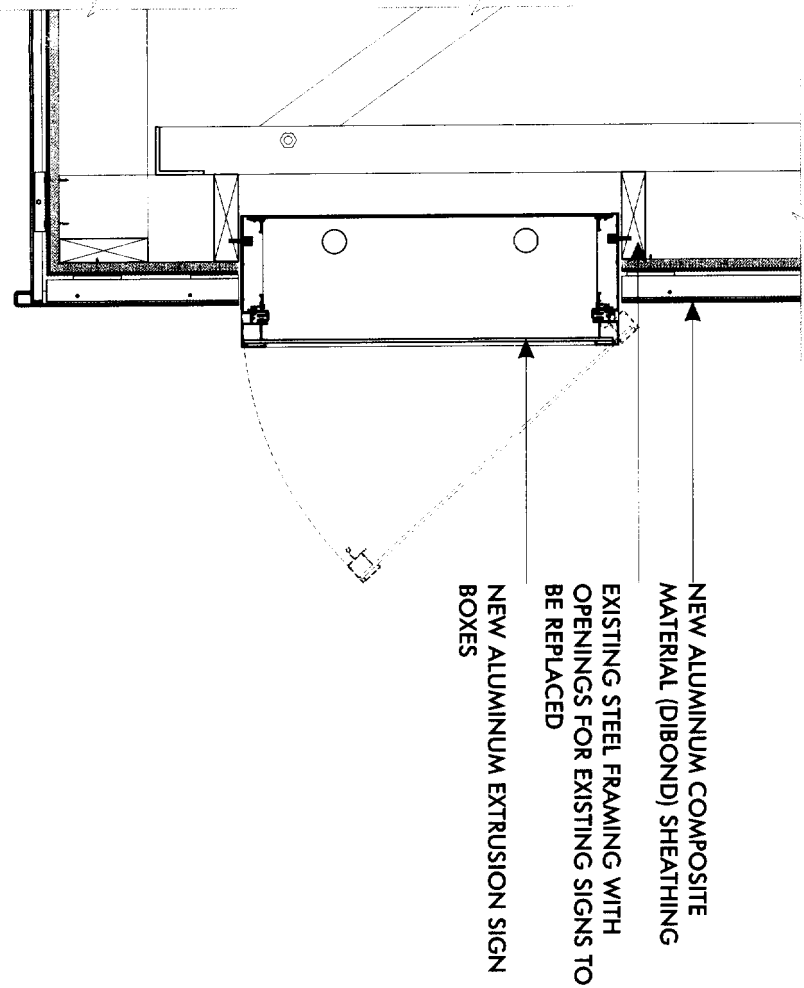 NEW ALUMINUM COMPOSITE
MATERIAL (DIBOND) SHEATHING
EXISTING STEEL FRAMING WITH
OPENINGS FOR EXISTING SIGNS TO
BE REPLACED
NEW ALUMINUM EXTRUSION SIGN
BOXES